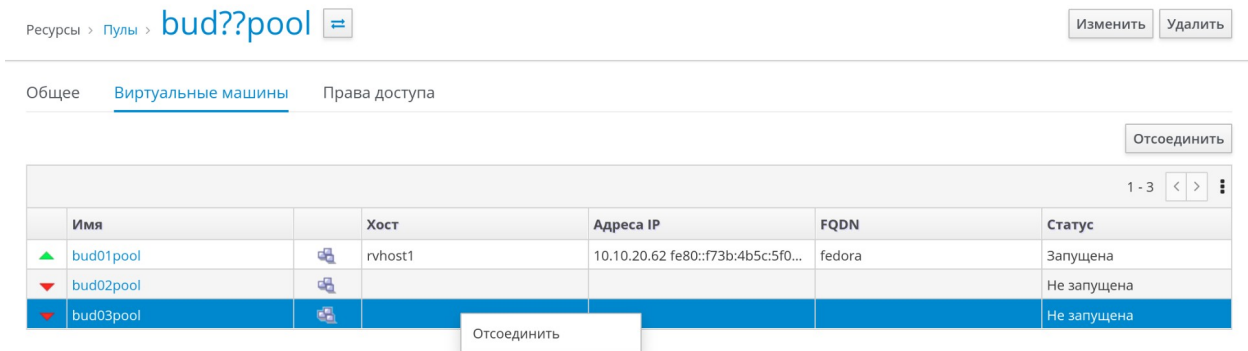 Ресурсы > Пулы > bud??pool
Изменить Удалить
Общее Виртуальные машины Права доступа
Отсоединить
1 - 3
Имя Хост Адреса IP FQDN Статус
bud01pool rvhost1 10.10.20.62 fe80::f73b:4b5c:5f0... fedora Запущена
bud02pool Не запущена
bud03pool Не запущена
Отсоединить